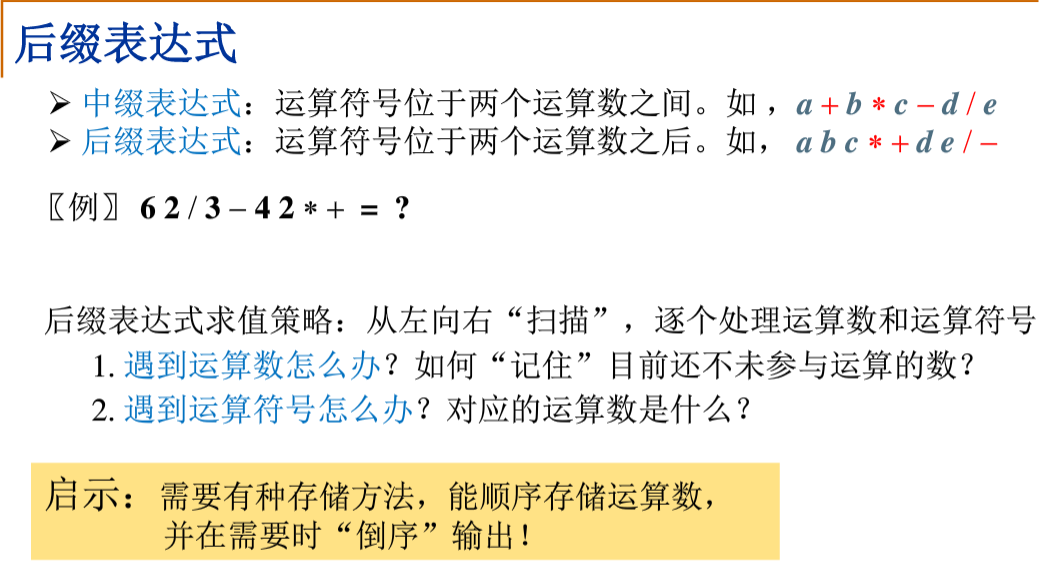 后缀表达式
➢ 中缀表达式：运算符号位于两个运算数之间。如 ，a + b * c − d / e
➢ 后缀表达式：运算符号位于两个运算数之后。如， a b c * + d e / −
〖例〗 6 2 / 3 − 4 2 * + = ?
后缀表达式求值策略：从左向右“扫描”，逐个处理运算数和运算符号
1. 遇到运算数怎么办？如何“记住”目前还不未参与运算的数？
2. 遇到运算符号怎么办？对应的运算数是什么？
启示：需要有种存储方法，能顺序存储运算数，
并在需要时“倒序”输出！